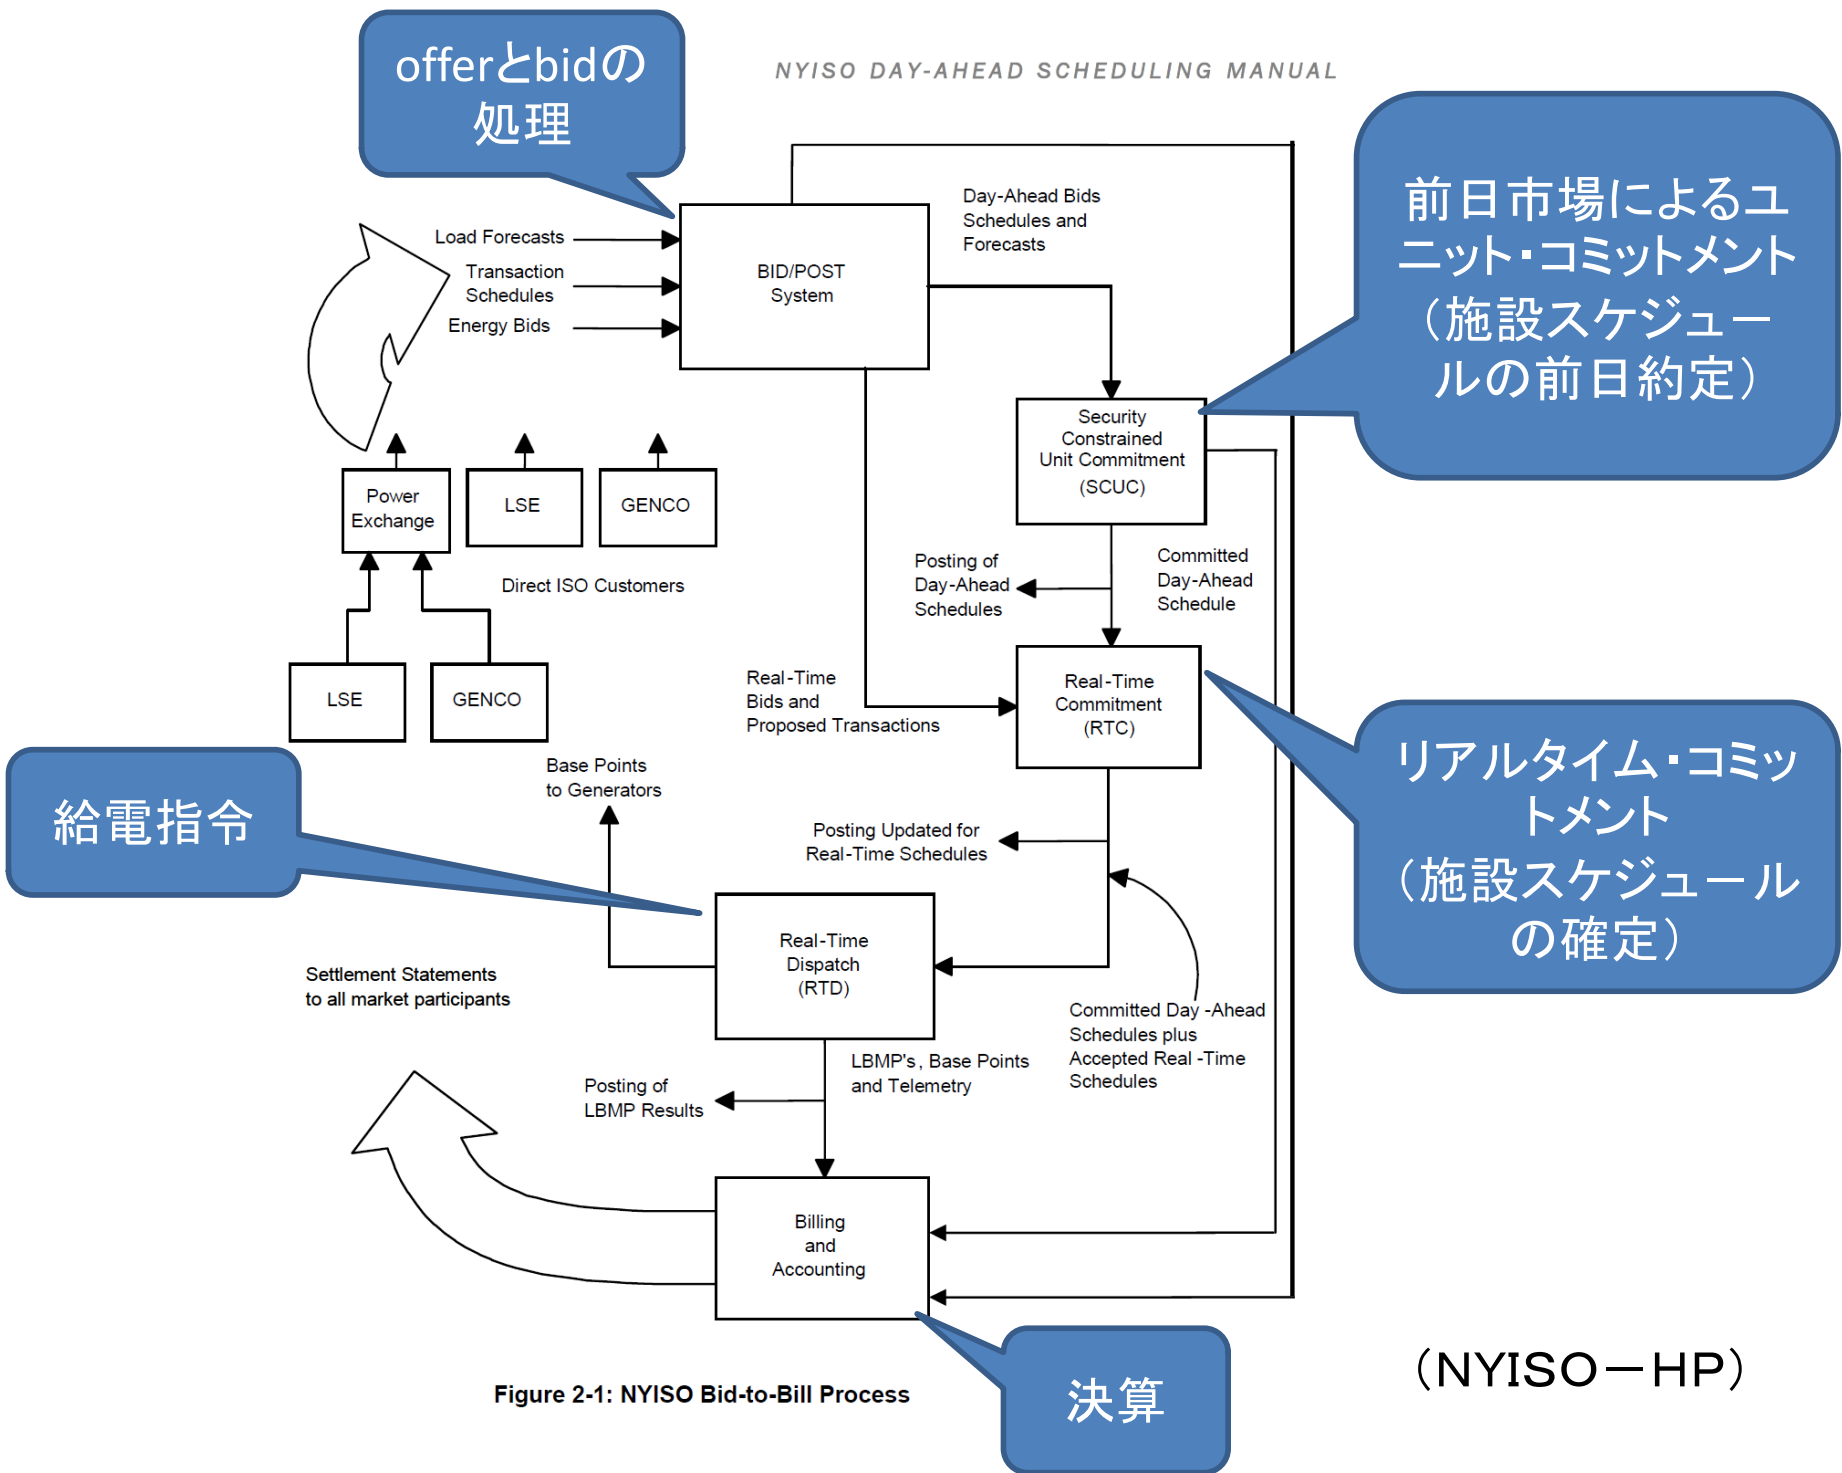 offerとbidの
処理
NYISO DAY-AHEAD SCHEDULING MANUAL
前日市場によるユ
ニット・コミットメント
（施設スケジュー
ルの前日約定）
Load Forecasts
Transaction
Schedules
Energy Bids
BID/POST
System
Day-Ahead Bids
Schedules and
Forecasts
Security
Constrained
Unit Commitment
(SCUC)
Power
Exchange
LSE
GENCO
Direct ISO Customers
LSE
GENCO
Posting of
Day-Ahead
Schedules
Committed
Day-Ahead
Schedule
Real-Time
Bids and
Proposed Transactions
Real-Time
Commitment
(RTC)
リアルタイム・コミッ
トメント
（施設スケジュール
の確定）
給電指令
Base Points
to Generators
Posting Updated for
Real-Time Schedules
Real-Time
Dispatch
(RTD)
Settlement Statements
to all market participants
Committed Day -Ahead
Schedules plus
Accepted Real -Time
Schedules
LBMP's, Base Points
and Telemetry
Posting of
LBMP Results
Billing
and
Accounting
決算
（NYISO－HP）
Figure 2-1: NYISO Bid-to-Bill Process